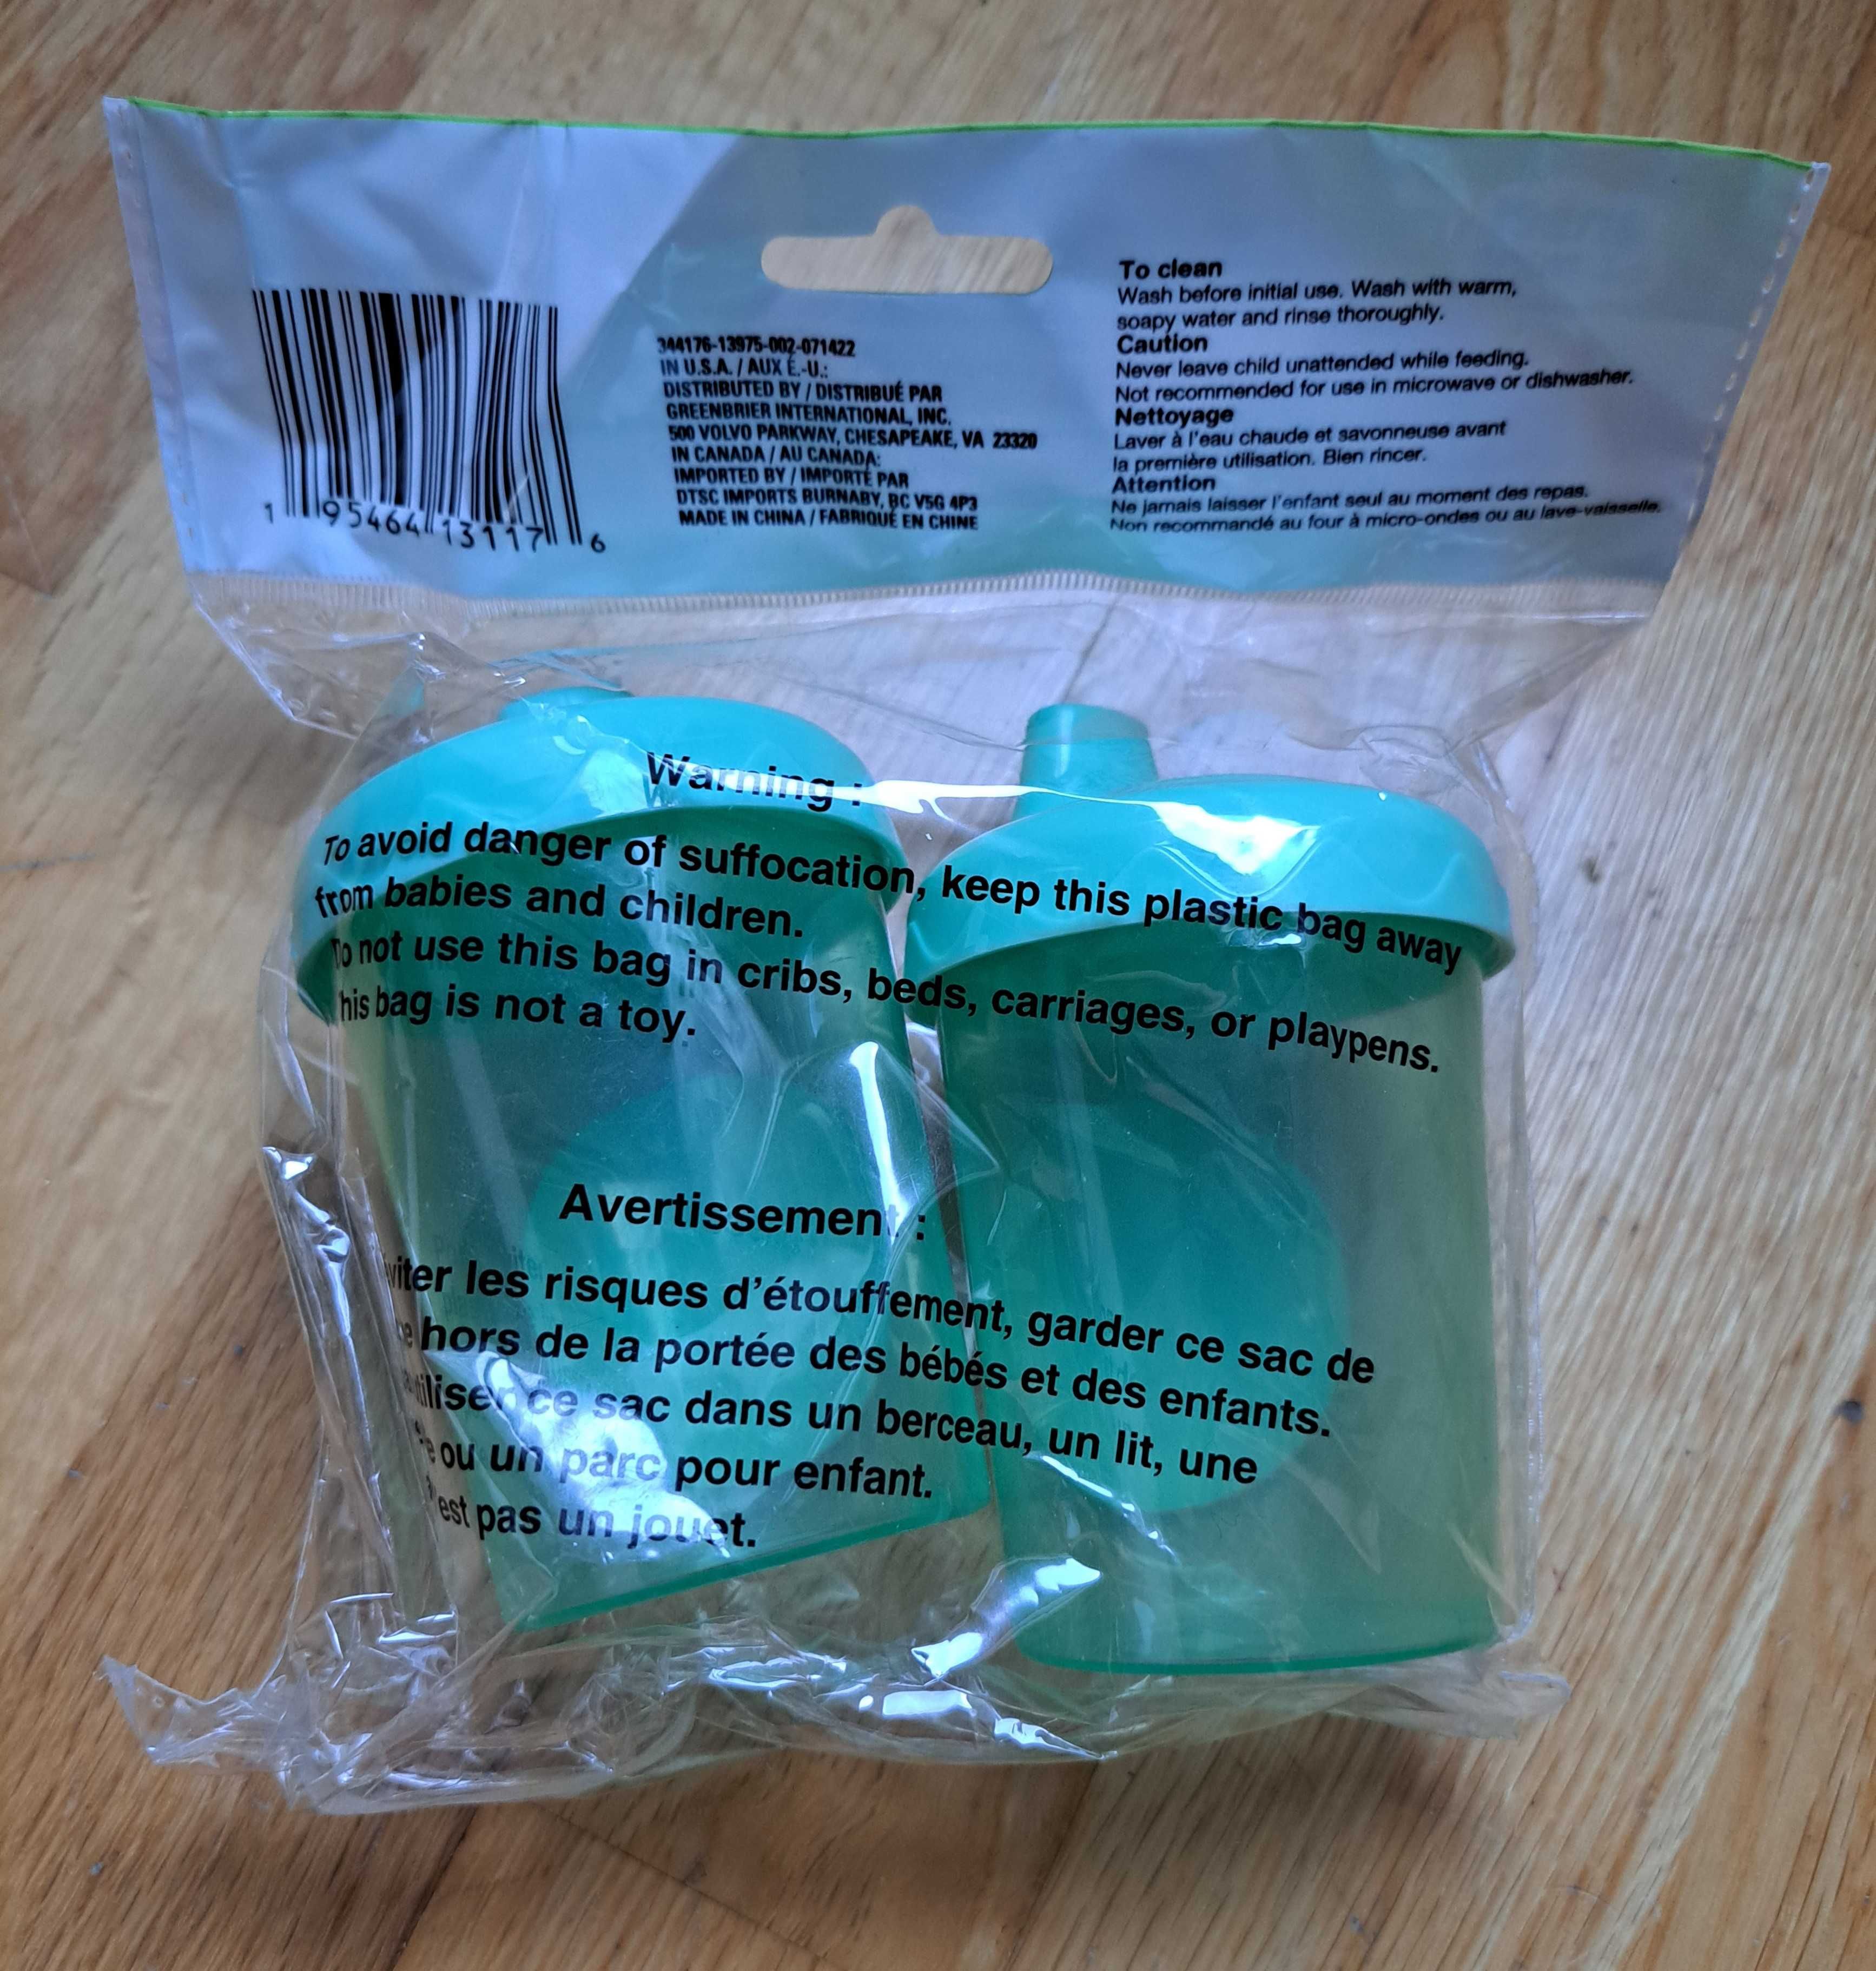 1 95464 13117 6
344176-13975-002-071422
IN U.S.A. / AUX É.-U.:
DISTRIBUTED BY / DISTRIBUÉ PAR
GREENBRIER INTERNATIONAL, INC.
500 VOLVO PARKWAY, CHESAPEAKE, VA 23320
IN CANADA / AU CANADA:
IMPORTED BY / IMPORTÉ PAR
DTSC IMPORTS BURNABY, BC V5G 4P3
MADE IN CHINA / FABRIQUÉ EN CHINE
To clean
Wash before initial use. Wash with warm,
soapy water and rinse thoroughly.
Caution
Never leave child unattended while feeding.
Not recommended for use in microwave or dishwasher.
Nettoyage
Laver à l'eau chaude et savonneuse avant
la première utilisation. Bien rincer.
Attention
Ne jamais laisser l'enfant seul au moment des repas.
Non recommandé au four à micro-ondes ou au lave-vaisselle.
Warning :
To avoid danger of suffocation, keep this plastic bag away
from babies and children.
Do not use this bag in cribs, beds, carriages, or playpens.
his bag is not a toy.
Avertissement :
viter les risques d'étouffement, garder ce sac de
hors de la portée des bébés et des enfants.
tiliser ce sac dans un berceau, un lit, une
ou un parc pour enfant.
est pas un jouet.